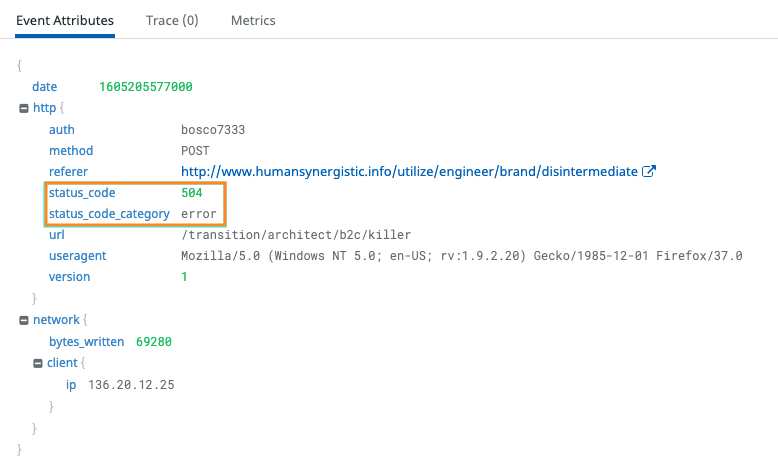 Event Attributes Trace (0) Metrics
{
date 1605205577000
http {
auth bosco7333
method POST
referer http://www.humansynergistic.info/utilize/engineer/brand/disintermediate
status_code 504
status_code_category error
url /transition/architect/b2c/killer
useragent Mozilla/5.0 (Windows NT 5.0; en-US; rv:1.9.2.20) Gecko/1985-12-01 Firefox/37.0
version 1
}
network {
bytes_written 69280
client {
ip 136.20.12.25
}
}
}